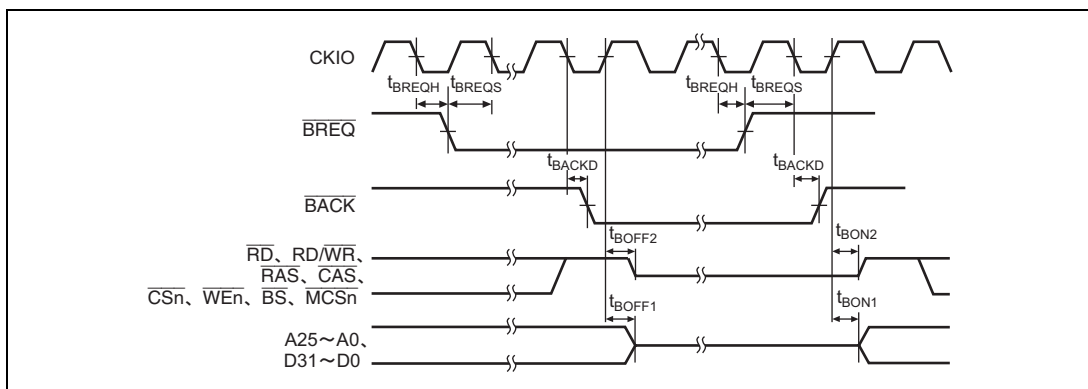 CKIO
tBREQH tBREQS tBREQH tBREQS
BREQ
tBACKD tBACKD
BACK
tBOFF2 tBON2
RD、RD/WR、
RAS、CAS、
CSn、WEn、BS、MCSn
tBOFF1 tBON1
A25～A0、
D31～D0